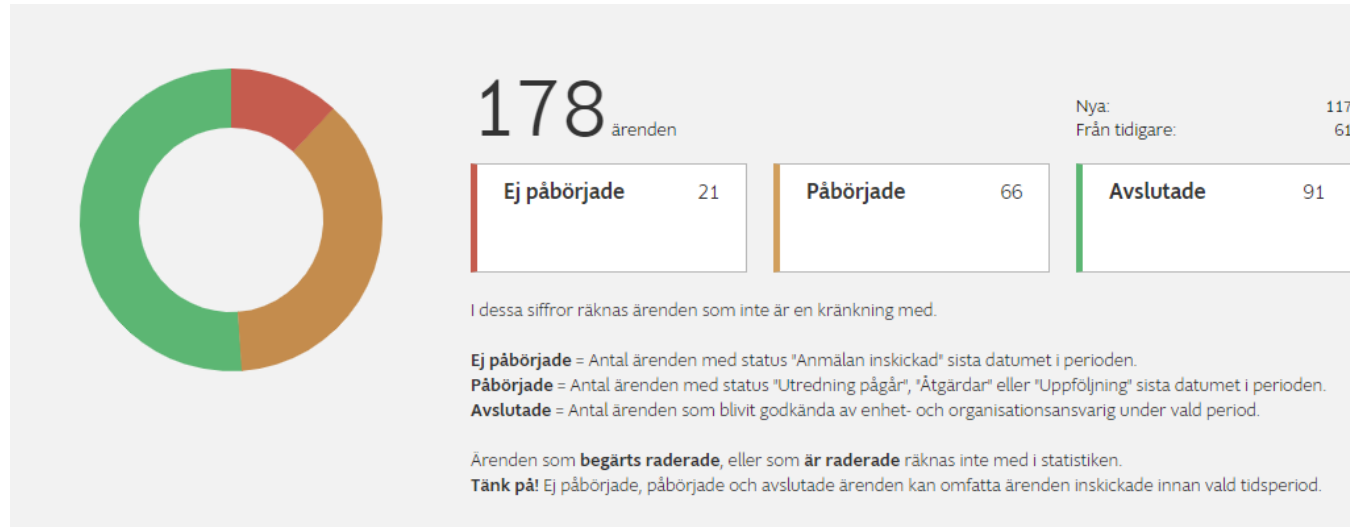 178 ärenden
Nya: 117
Från tidigare: 61
Ej påbörjade 21
Påbörjade 66
Avslutade 91
I dessa siffror räknas ärenden som inte är en kränkning med.
Ej påbörjade = Antal ärenden med status "Anmälan inskickad" sista datumet i perioden.
Påbörjade = Antal ärenden med status "Utredning pågår", "Åtgärdar" eller "Uppföljning" sista datumet i perioden.
Avslutade = Antal ärenden som blivit godkända av enhet- och organisationsansvarig under vald period.
Ärenden som begärts raderade, eller som är raderade räknas inte med i statistiken.
Tänk på! Ej påbörjade, påbörjade och avslutade ärenden kan omfatta ärenden inskickade innan vald tidsperiod.